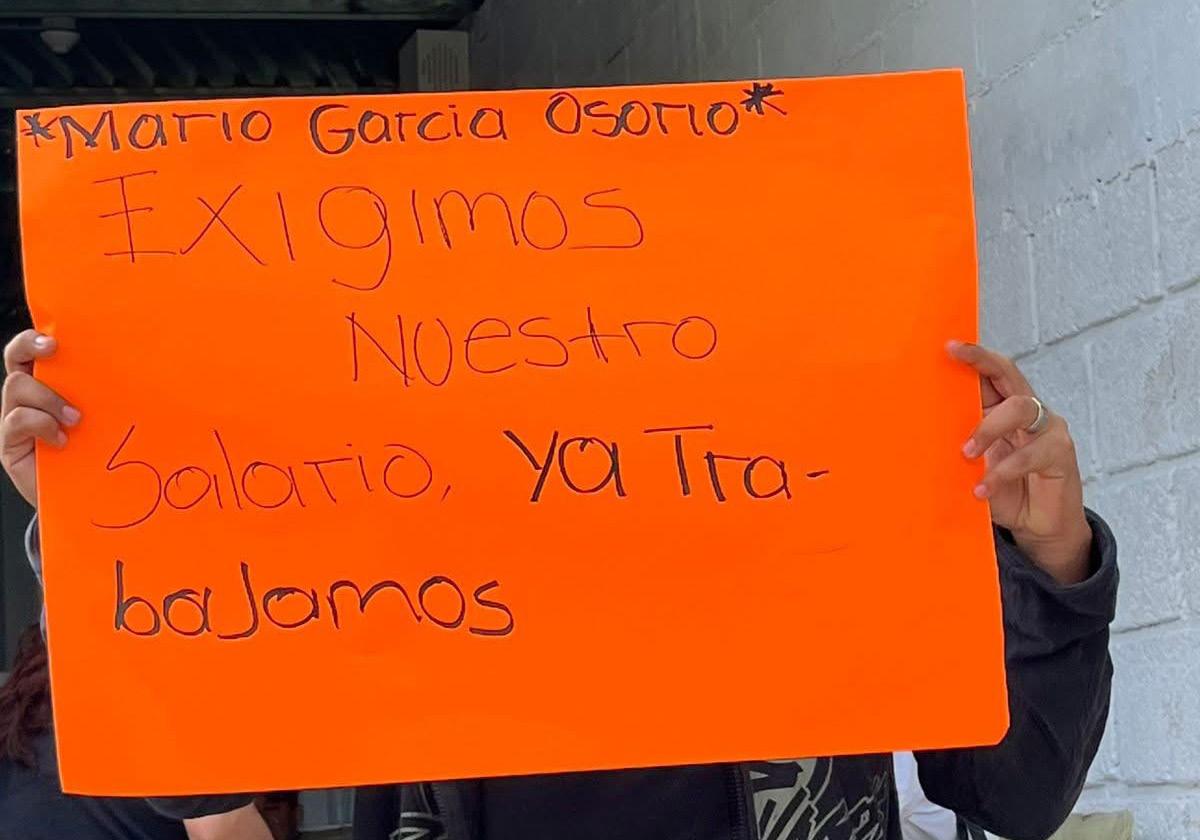 *Mario Garcia Osorio*
Exigimos
Nuestro
Salario, ya Tra-
bajamos